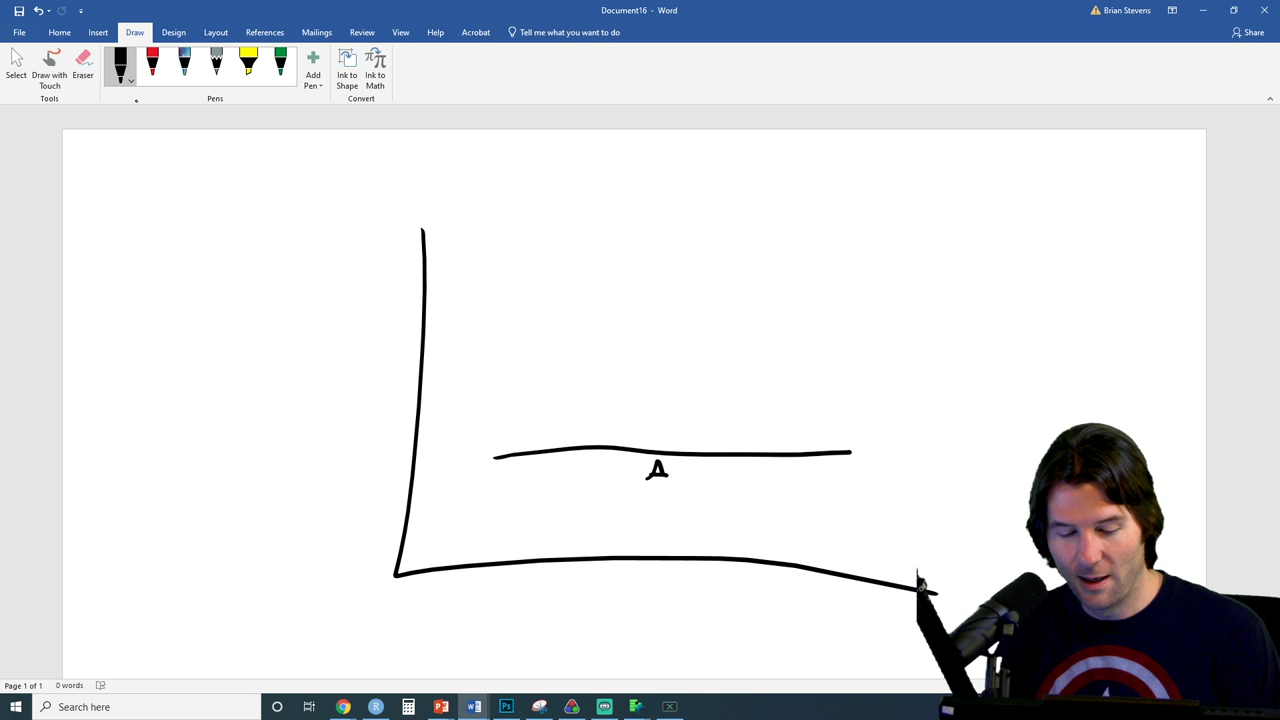 Document16 - Word
Brian Stevens
File Home Insert Draw Design Layout References Mailings Review View Help Acrobat Tell me what you want to do Share
Select
Draw with Touch
Eraser
Add Pen
Ink to Shape
Ink to Math
Tools
Pens
Convert
A
Page 1 of 1 0 words
Search here